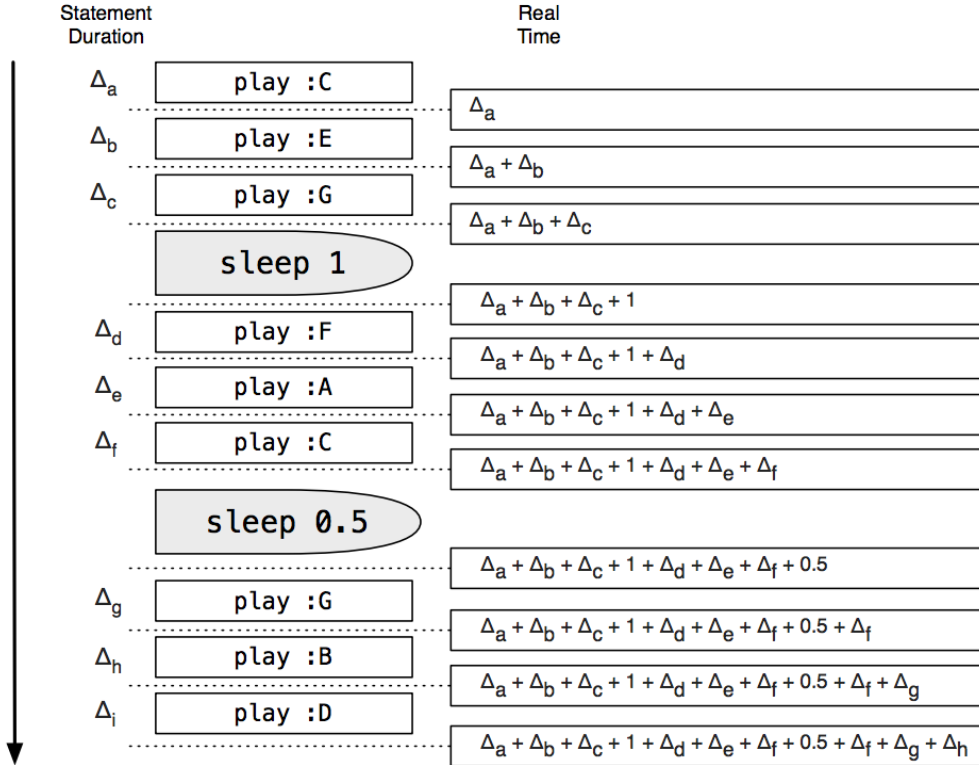 Statement Duration
Real Time
Δa
play :C
Δa
Δb
play :E
Δa + Δb
Δc
play :G
Δa + Δb + Δc
sleep 1
Δa + Δb + Δc + 1
Δd
play :F
Δa + Δb + Δc + 1 + Δd
Δe
play :A
Δa + Δb + Δc + 1 + Δd + Δe
Δf
play :C
Δa + Δb + Δc + 1 + Δd + Δe + Δf
sleep 0.5
Δa + Δb + Δc + 1 + Δd + Δe + Δf + 0.5
Δg
play :G
Δa + Δb + Δc + 1 + Δd + Δe + Δf + 0.5 + Δf
Δh
play :B
Δa + Δb + Δc + 1 + Δd + Δe + Δf + 0.5 + Δf + Δg
Δi
play :D
Δa + Δb + Δc + 1 + Δd + Δe + Δf + 0.5 + Δf + Δg + Δh